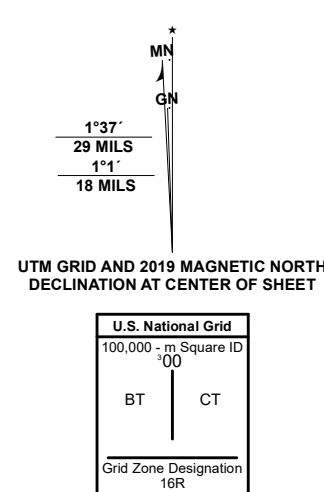 ★
MN
GN
1°37´
29 MILS
1°1´
18 MILS
UTM GRID AND 2019 MAGNETIC NORTH
DECLINATION AT CENTER OF SHEET
U.S. National Grid
100,000 - m Square ID
³00
BT CT
Grid Zone Designation
16R